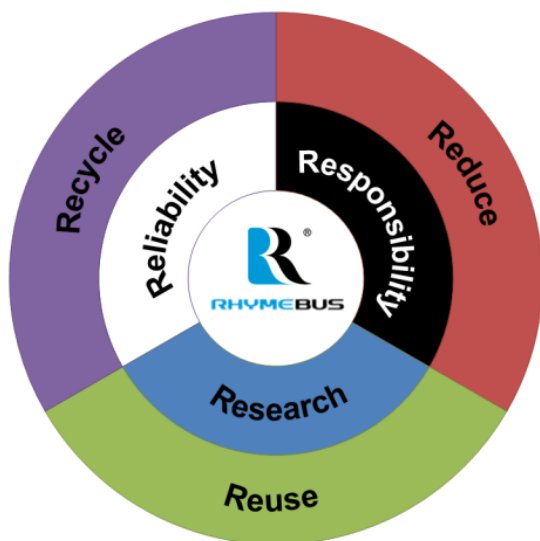 Recycle
Reduce
Reliability
Responsibility
R ®
RHYMEBUS
Research
Reuse